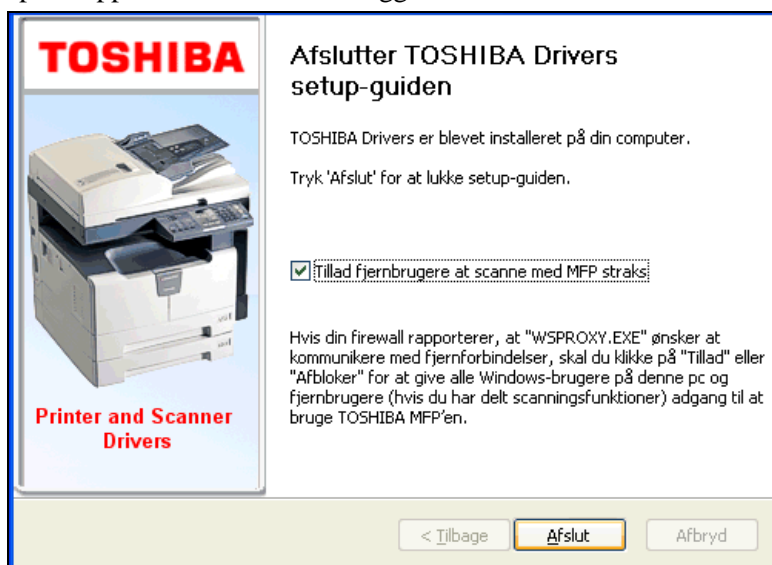 TOSHIBA
Printer and Scanner
Drivers
Afslutter TOSHIBA Drivers
setup-guiden
TOSHIBA Drivers er blevet installeret på din computer.
Tryk 'Afslut' for at lukke setup-guiden.
Tillad fjernbrugere at scanne med MFP straks
Hvis din firewall rapporterer, at "WSPROXY.EXE" ønsker at
kommunikere med fjernforbindelser, skal du klikke på "Tillad" eller
"Afbloker" for at give alle Windows-brugere på denne pc og
fjernbrugere (hvis du har delt scanningsfunktioner) adgang til at
bruge TOSHIBA MFP'en.
< Tilbage
Afslut
Afbryd